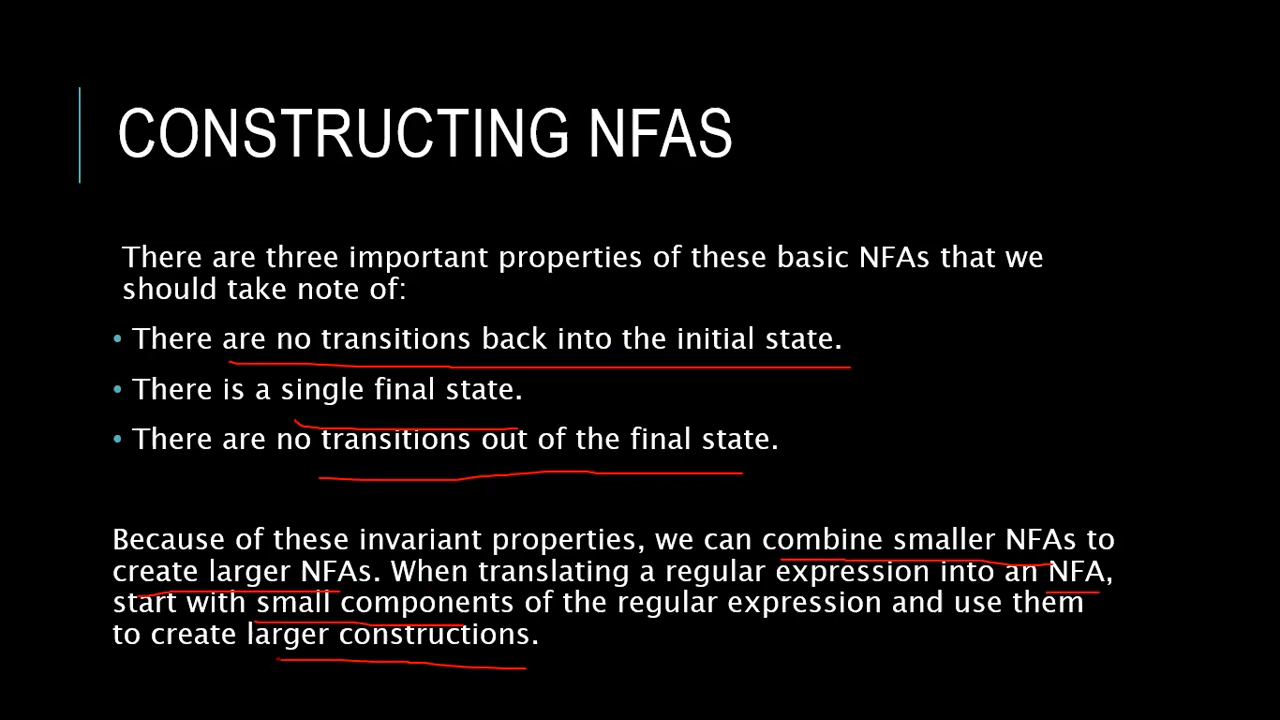 CONSTRUCTING NFAS
There are three important properties of these basic NFAs that we
should take note of:
• There are no transitions back into the initial state.
• There is a single final state.
• There are no transitions out of the final state.
Because of these invariant properties, we can combine smaller NFAs to
create larger NFAs. When translating a regular expression into an NFA,
start with small components of the regular expression and use them
to create larger constructions.